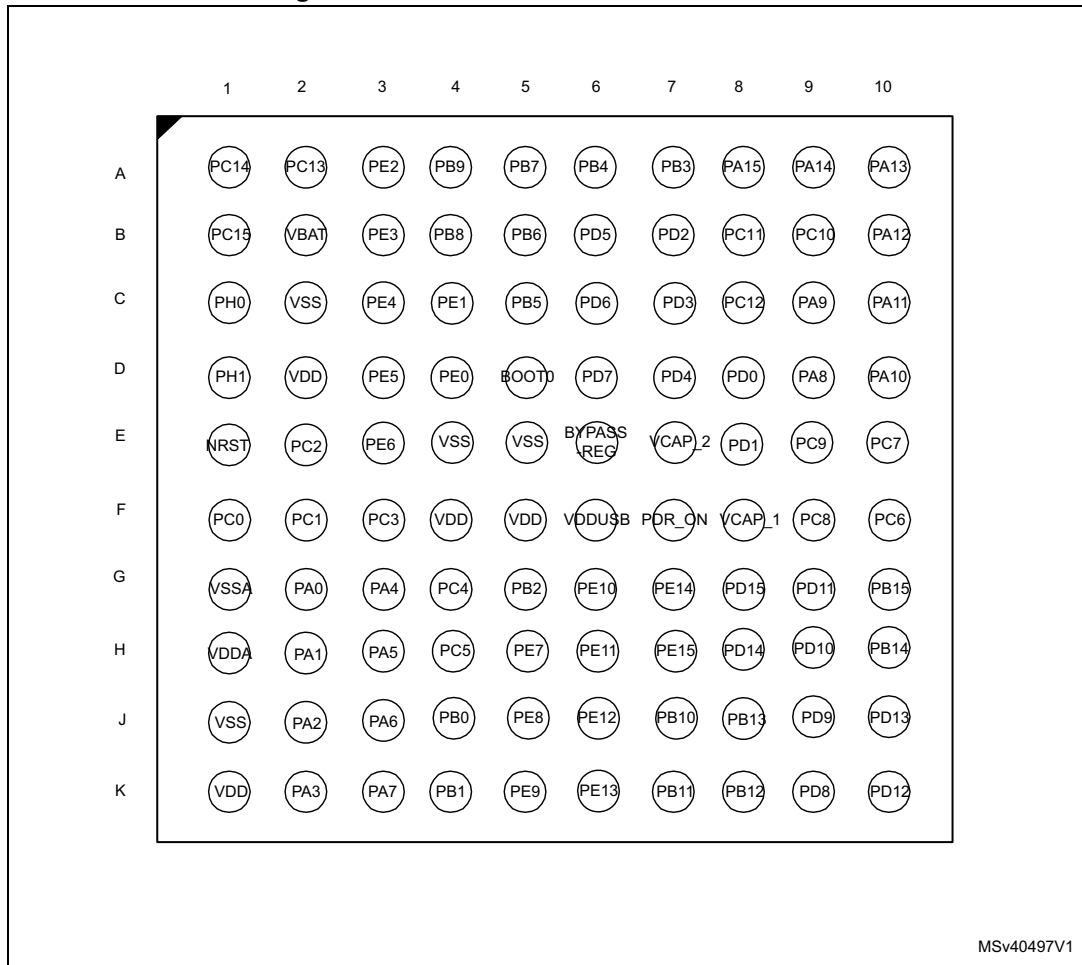 1 2 3 4 5 6 7 8 9 10
A PC14 PC13 PE2 PB9 PB7 PB4 PB3 PA15 PA14 PA13
B PC15 VBAT PE3 PB8 PB6 PD5 PD2 PC11 PC10 PA12
C PH0 VSS PE4 PE1 PB5 PD6 PD3 PC12 PA9 PA11
D PH1 VDD PE5 PE0 BOOT0 PD7 PD4 PD0 PA8 PA10
E NRST PC2 PE6 VSS VSS BYPASS-REG VCAP_2 PD1 PC9 PC7
F PC0 PC1 PC3 VDD VDD VDDUSB PDR_ON VCAP_1 PC8 PC6
G VSSA PA0 PA4 PC4 PB2 PE10 PE14 PD15 PD11 PB15
H VDDA PA1 PA5 PC5 PE7 PE11 PE15 PD14 PD10 PB14
J VSS PA2 PA6 PB0 PE8 PE12 PB10 PB13 PD9 PD13
K VDD PA3 PA7 PB1 PE9 PE13 PB11 PB12 PD8 PD12
MSv40497V1